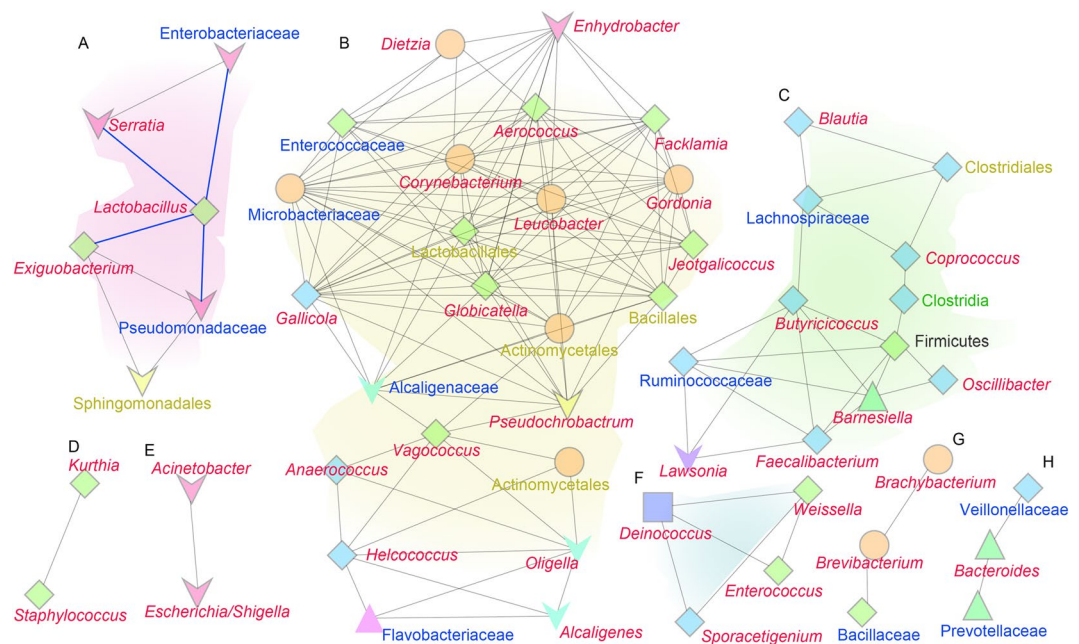 A
Enterobacteriaceae
Serratia
Lactobacillus
Exiguobacterium
Pseudomonadaceae
Sphingomonadales
B
Dietzia
Enhydrobacter
Enterococcaceae
Aerococcus
Facklamia
Corynebacterium
Microbacteriaceae
Leucobacter
Gordonia
Lactobacillales
Jeotgalicoccus
Gallicola
Globicatella
Bacillales
Actinomycetales
Alcaligenaceae
Pseudochrobactrum
Vagococcus
Anaerococcus
Actinomycetales
Helcococcus
Oligella
Flavobacteriaceae
Alcaligenes
C
Blautia
Clostridiales
Lachnospiraceae
Coprococcus
Clostridia
Butyricicoccus
Firmicutes
Ruminococcaceae
Oscillibacter
Barnesiella
Faecalibacterium
Lawsonia
D
Kurthia
Staphylococcus
E
Acinetobacter
Escherichia/Shigella
F
Weissella
Deinococcus
Enterococcus
Sporacetigenium
G
Brachybacterium
Brevibacterium
Bacillaceae
H
Veillonellaceae
Bacteroides
Prevotellaceae